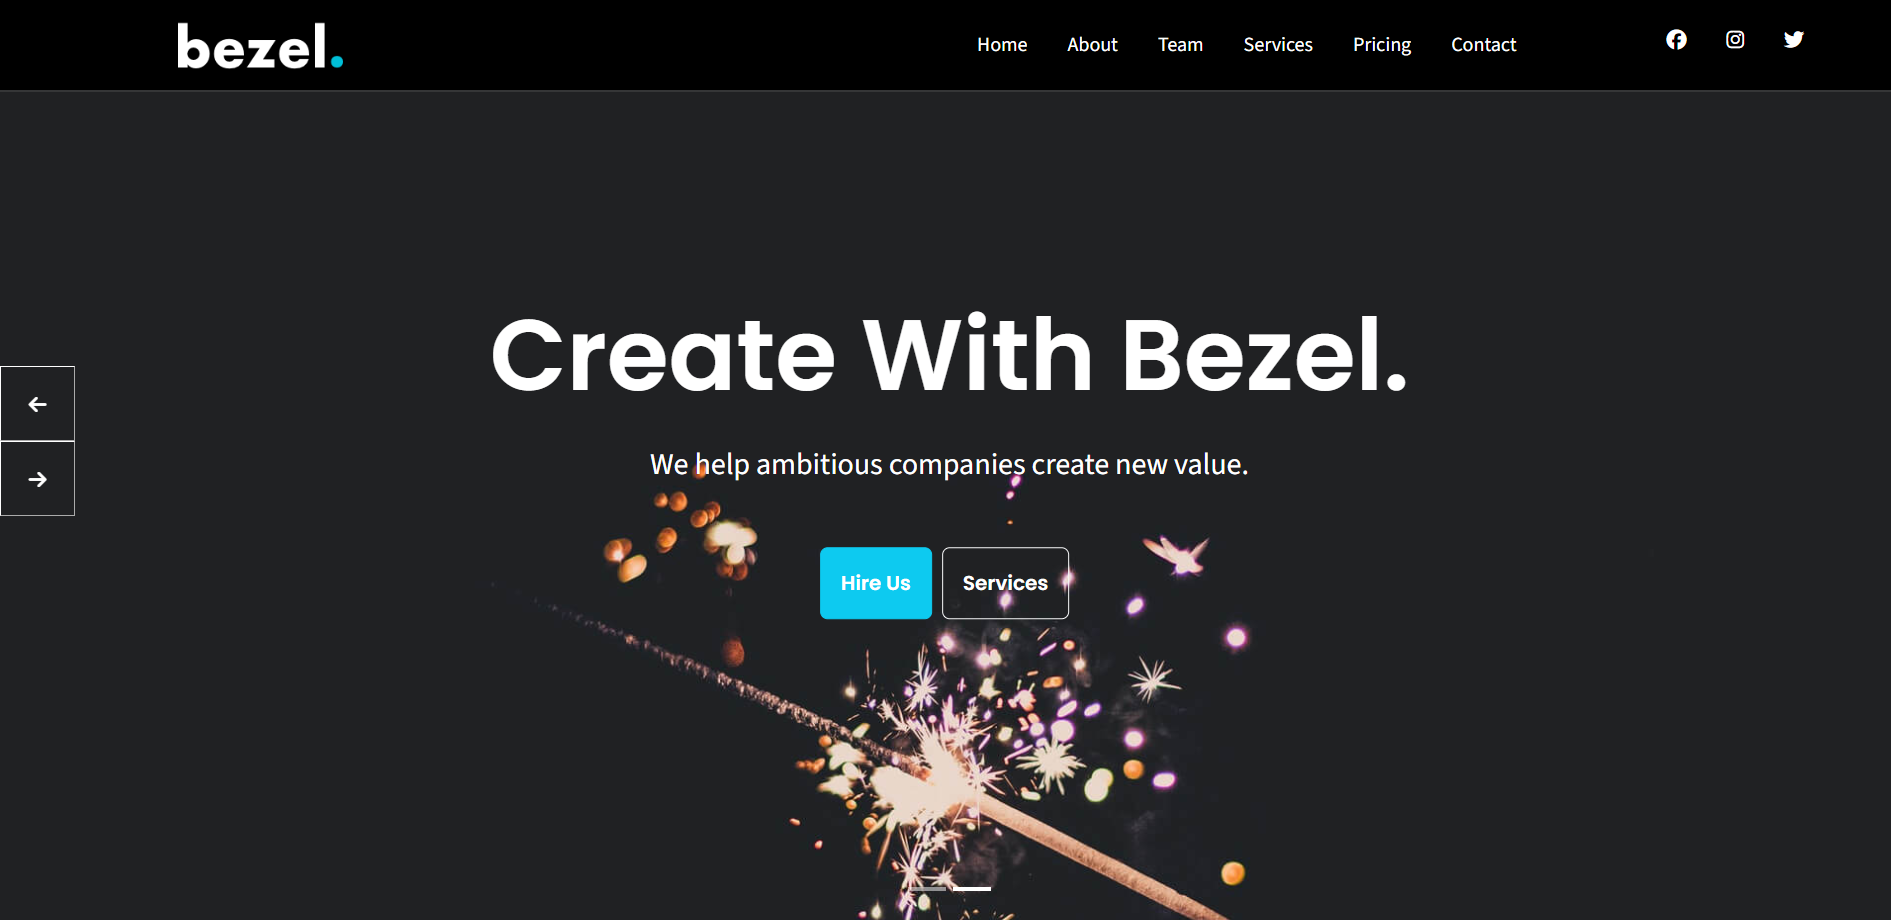 bezel.
Home About Team Services Pricing Contact
Create With Bezel.
We help ambitious companies create new value.
Hire Us Services